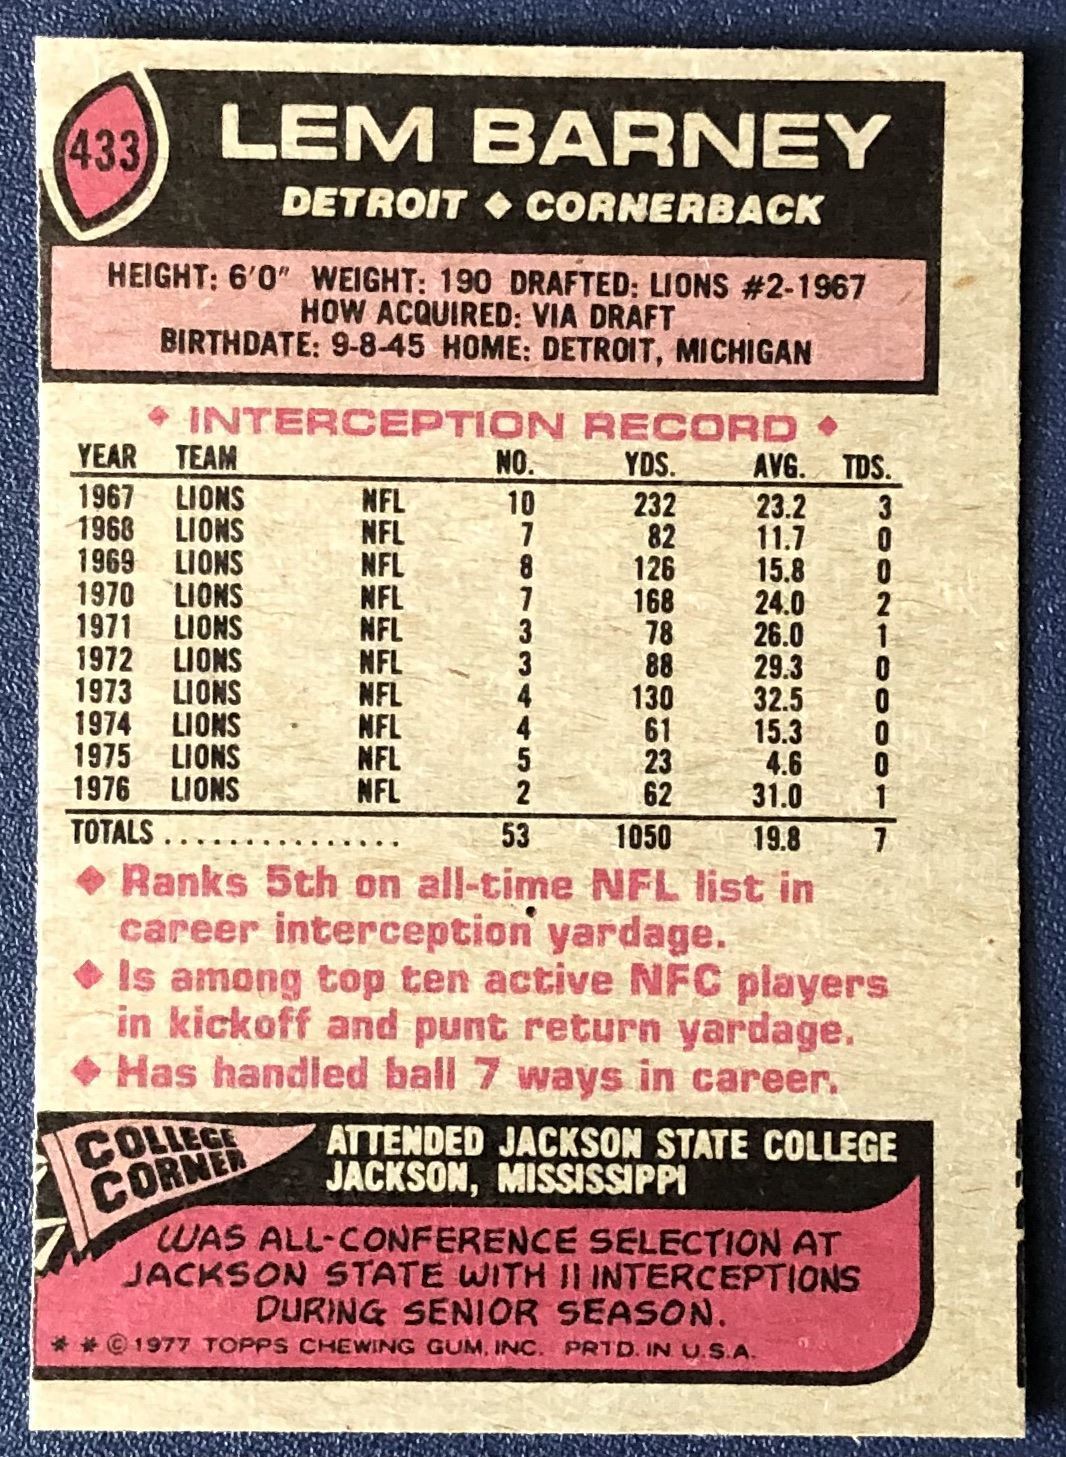 433
LEM BARNEY
DETROIT ◆ CORNERBACK
HEIGHT: 6'0" WEIGHT: 190 DRAFTED: LIONS #2-1967
HOW ACQUIRED: VIA DRAFT
BIRTHDATE: 9-8-45 HOME: DETROIT, MICHIGAN
◆ INTERCEPTION RECORD ◆
YEAR TEAM NO. YDS. AVG. TDS.
1967 LIONS NFL 10 232 23.2 3
1968 LIONS NFL 7 82 11.7 0
1969 LIONS NFL 8 126 15.8 0
1970 LIONS NFL 7 168 24.0 2
1971 LIONS NFL 3 78 26.0 1
1972 LIONS NFL 3 88 29.3 0
1973 LIONS NFL 4 130 32.5 0
1974 LIONS NFL 4 61 15.3 0
1975 LIONS NFL 5 23 4.6 0
1976 LIONS NFL 2 62 31.0 1
TOTALS ............... 53 1050 19.8 7
◆ Ranks 5th on all-time NFL list in
career interception yardage.
◆ Is among top ten active NFC players
in kickoff and punt return yardage.
◆ Has handled ball 7 ways in career.
COLLEGE
CORNER
ATTENDED JACKSON STATE COLLEGE
JACKSON, MISSISSIPPI
WAS ALL-CONFERENCE SELECTION AT
JACKSON STATE WITH 11 INTERCEPTIONS
DURING SENIOR SEASON.
* * © 1977 TOPPS CHEWING GUM, INC. PRTD. IN U.S.A.